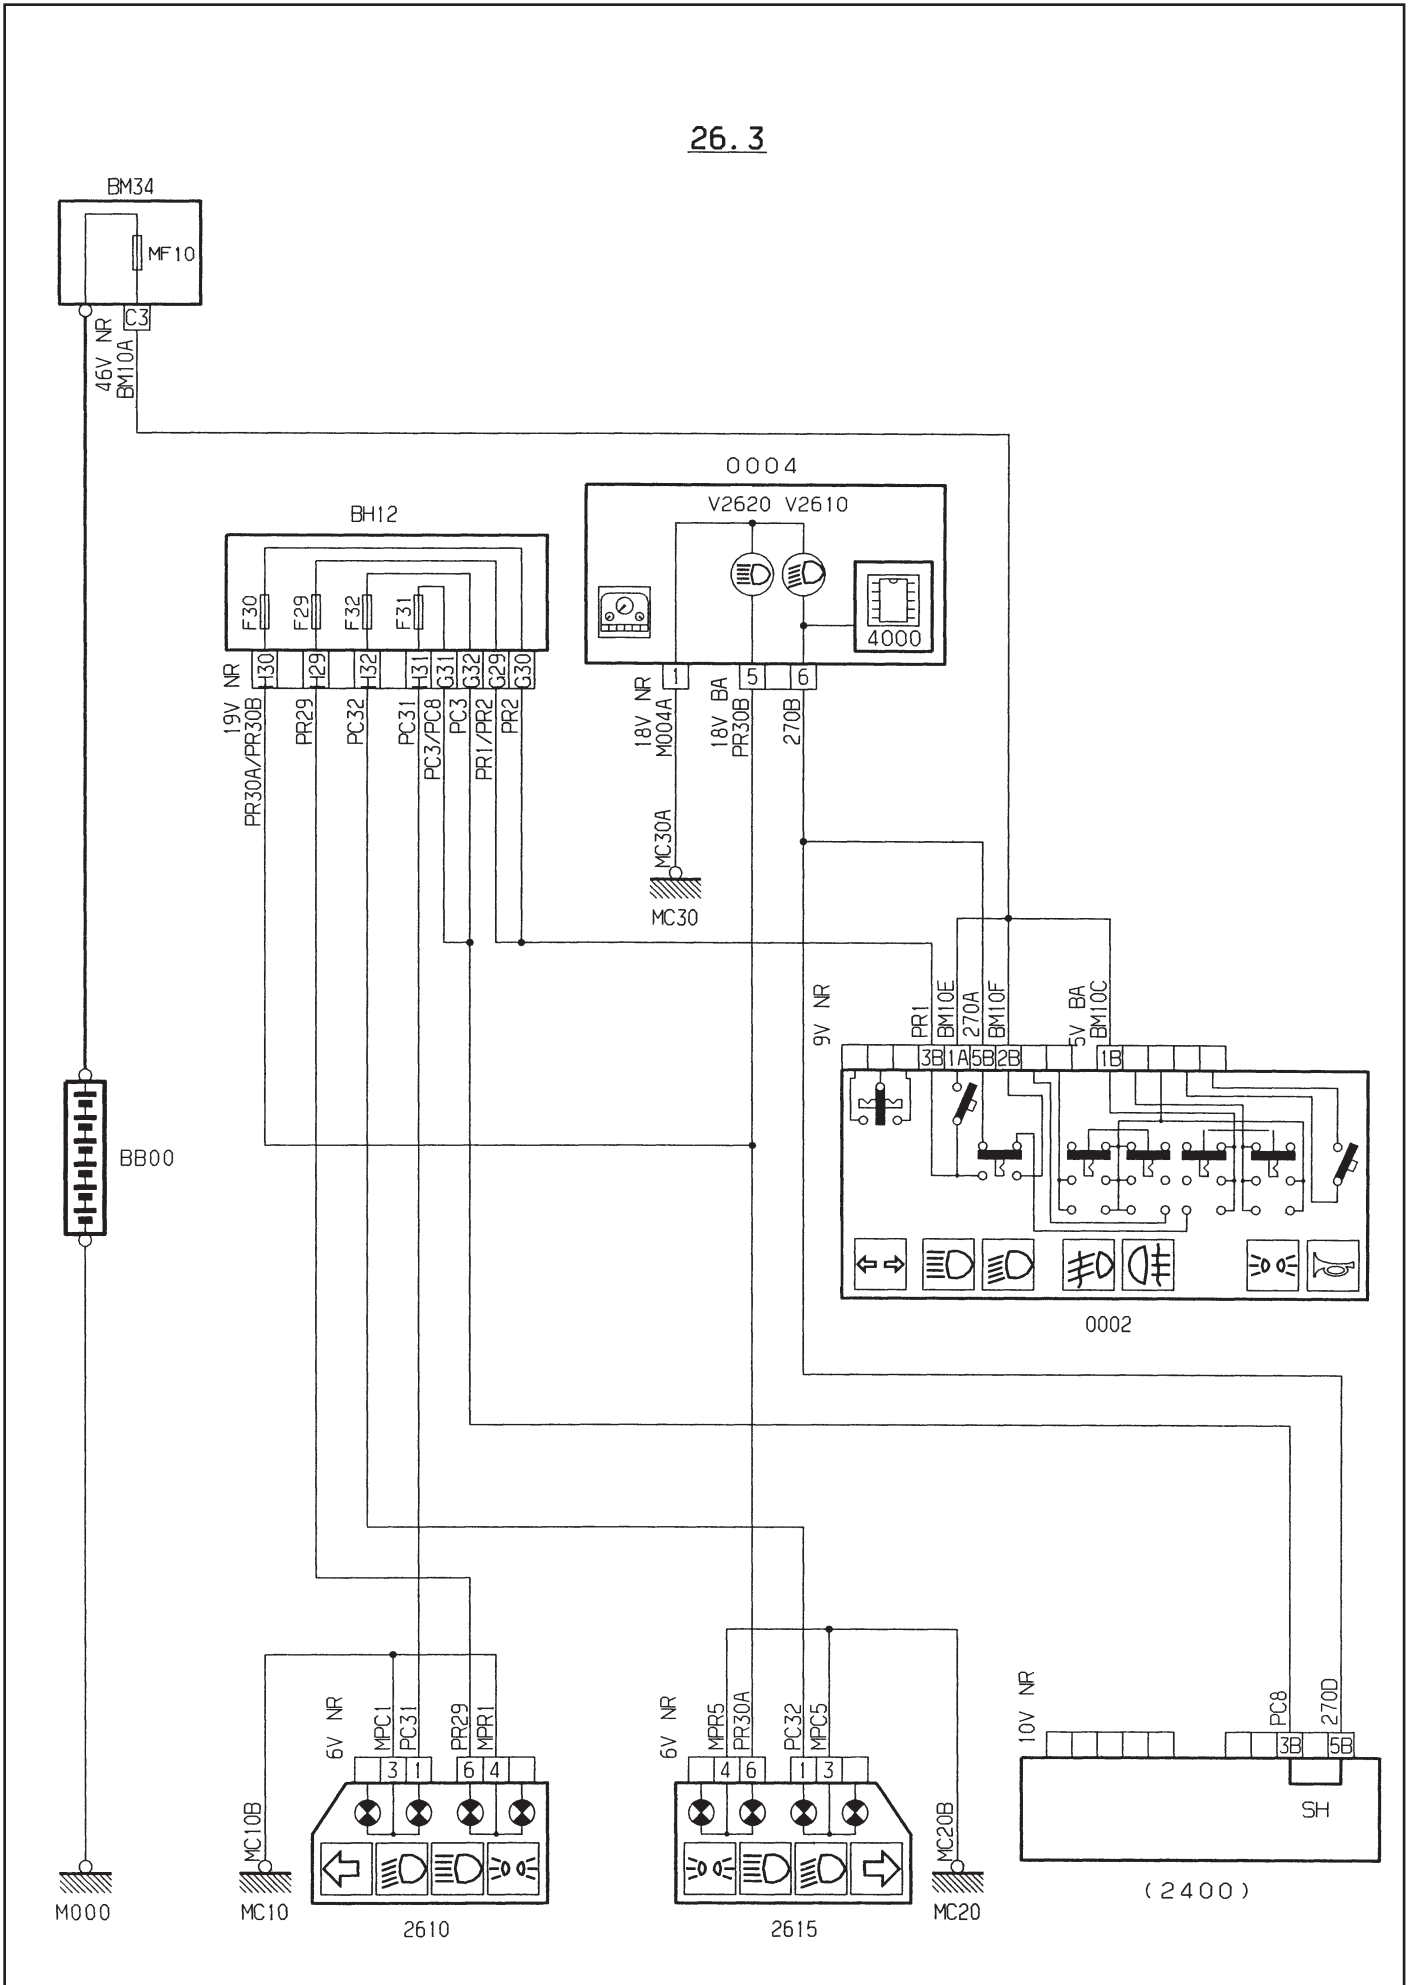 26.3
BM34
MF10
C3
46V NR
BM10A
0004
V2620 V2610
4000
1
5
6
18V NR
M004A
18V BA
PR30B
270B
MC30A
MC30
BH12
F30
F29
F32
F31
H30
H29
H32
H31
G31
G32
G29
G30
19V NR
PR30A/PR30B
PR29
PC32
PC31
PC3/PC8
PC3
PR1/PR2
PR2
9V NR
PR1
BM10E
270A
BM10F
5V BA
BM10C
3B
1A
5B
2B
1B
0002
BB00
6V NR
MPC1
PC31
PR29
MPR1
3
1
6
4
MC10B
MC10
2610
6V NR
MPR5
PR30A
PC32
MPC5
4
6
1
3
MC20B
MC20
2615
10V NR
PC8
270D
3B
5B
SH
(2400)
M000